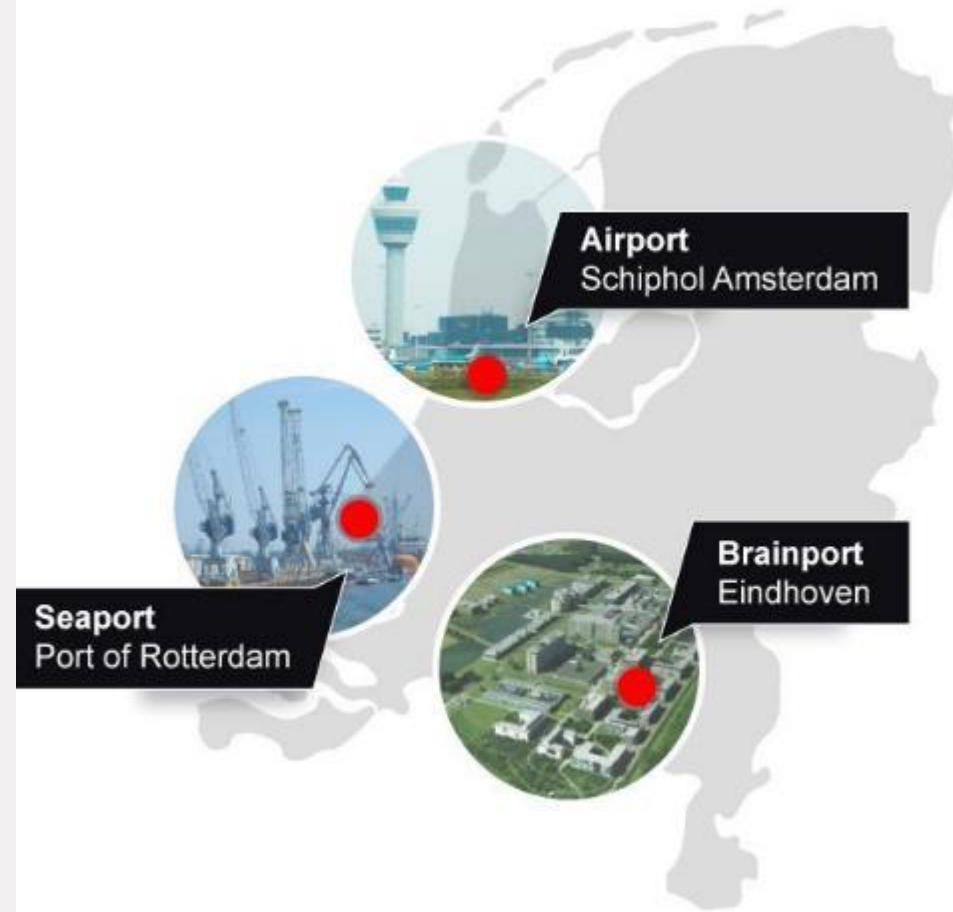 Airport
Schiphol Amsterdam
Seaport
Port of Rotterdam
Brainport
Eindhoven